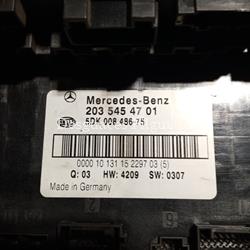 Mercedes-Benz
203 545 47 01
5DK 008 486-75
0000 10 131 15 2297 03 (5)
Q: 03 HW: 4209 SW: 0307
Made in Germany